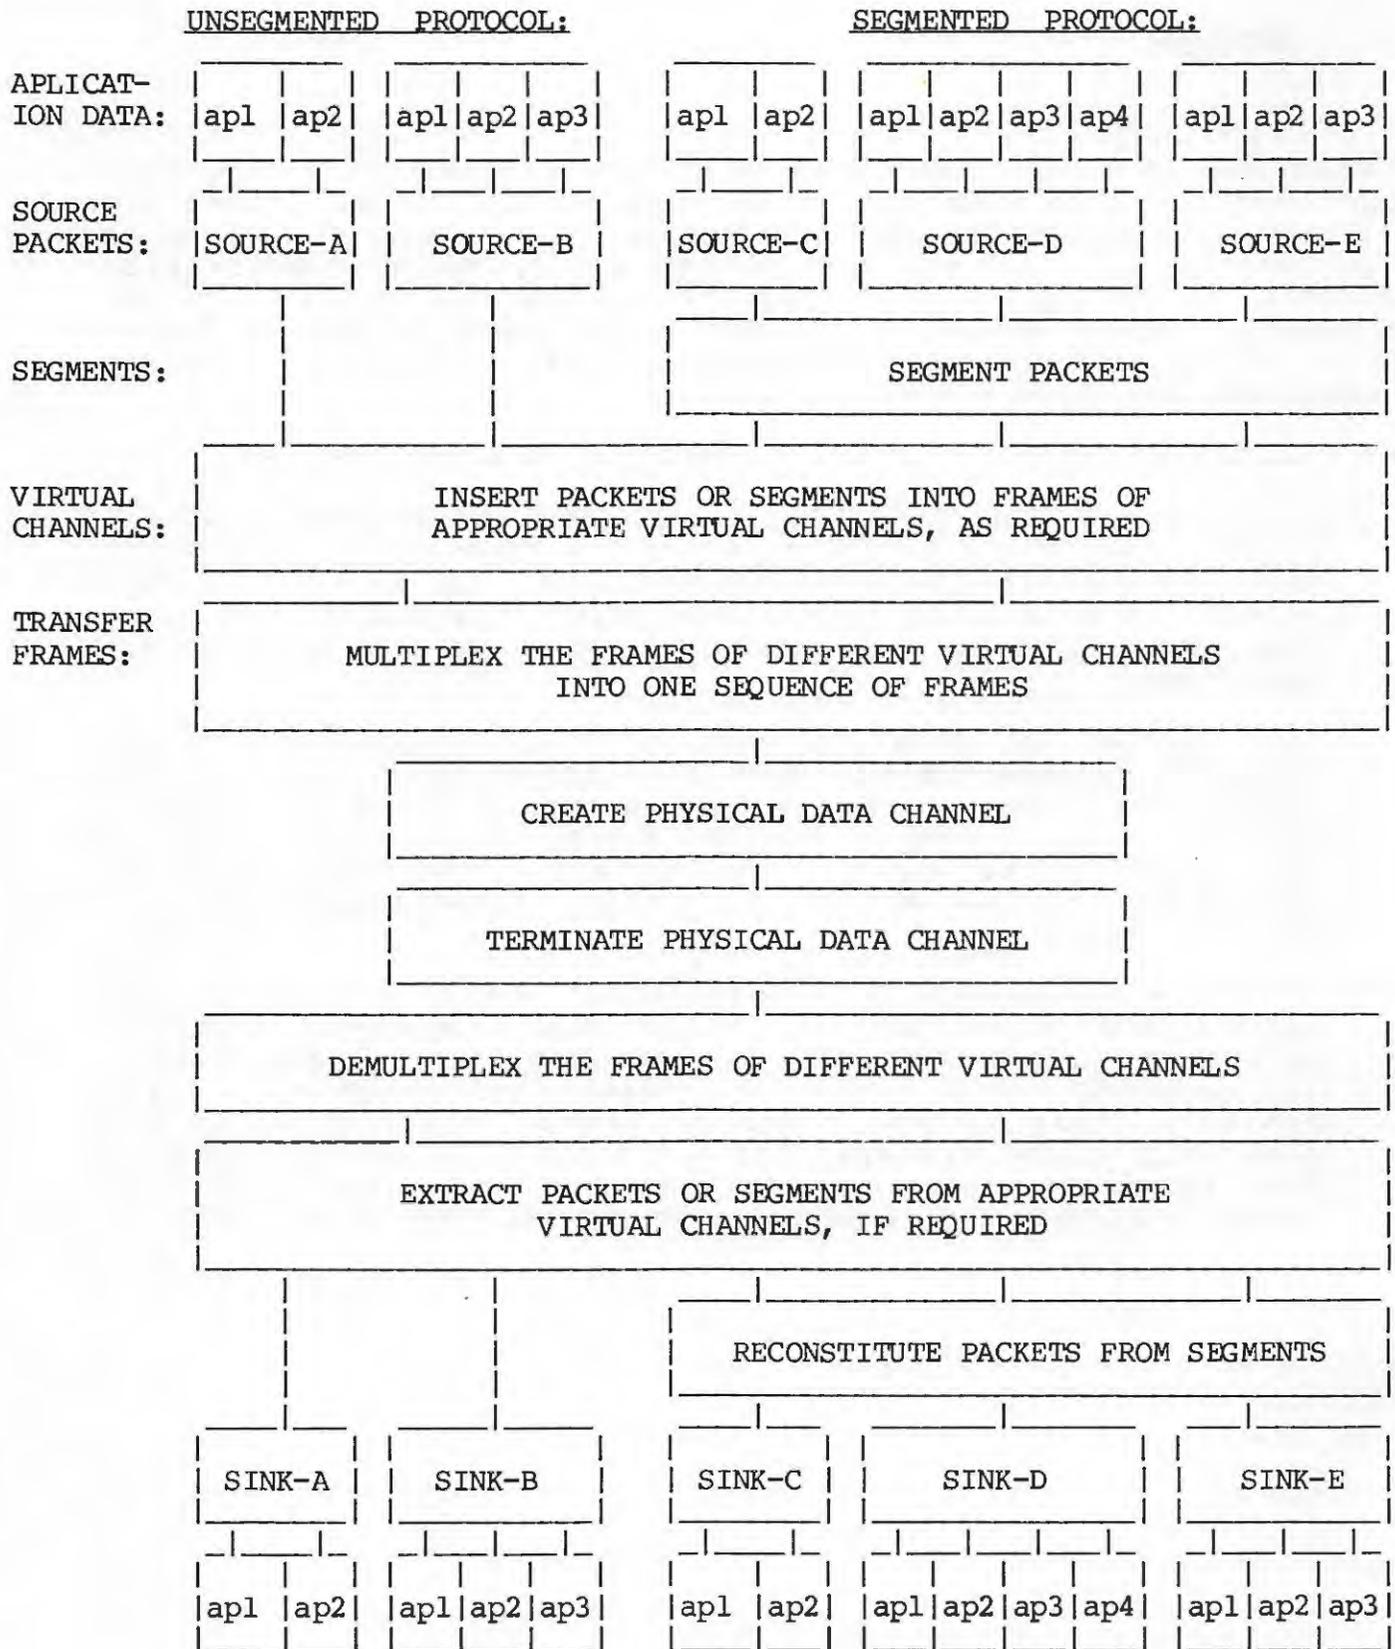 UNSEGMENTED PROTOCOL: SEGMENTED PROTOCOL:
APLICAT-
ION DATA: |ap1 |ap2| |ap1|ap2|ap3| |ap1 |ap2| |ap1|ap2|ap3|ap4| |ap1|ap2|ap3|
SOURCE
PACKETS: |SOURCE-A| | SOURCE-B | |SOURCE-C| | SOURCE-D | | SOURCE-E |
SEGMENTS: SEGMENT PACKETS
VIRTUAL INSERT PACKETS OR SEGMENTS INTO FRAMES OF
CHANNELS: APPROPRIATE VIRTUAL CHANNELS, AS REQUIRED
TRANSFER
FRAMES: MULTIPLEX THE FRAMES OF DIFFERENT VIRTUAL CHANNELS
INTO ONE SEQUENCE OF FRAMES
CREATE PHYSICAL DATA CHANNEL
TERMINATE PHYSICAL DATA CHANNEL
DEMULTIPLEX THE FRAMES OF DIFFERENT VIRTUAL CHANNELS
EXTRACT PACKETS OR SEGMENTS FROM APPROPRIATE
VIRTUAL CHANNELS, IF REQUIRED
RECONSTITUTE PACKETS FROM SEGMENTS
| SINK-A | | SINK-B | | SINK-C | | SINK-D | | SINK-E |
|ap1 |ap2| |ap1|ap2|ap3| |ap1 |ap2| |ap1|ap2|ap3|ap4| |ap1|ap2|ap3|